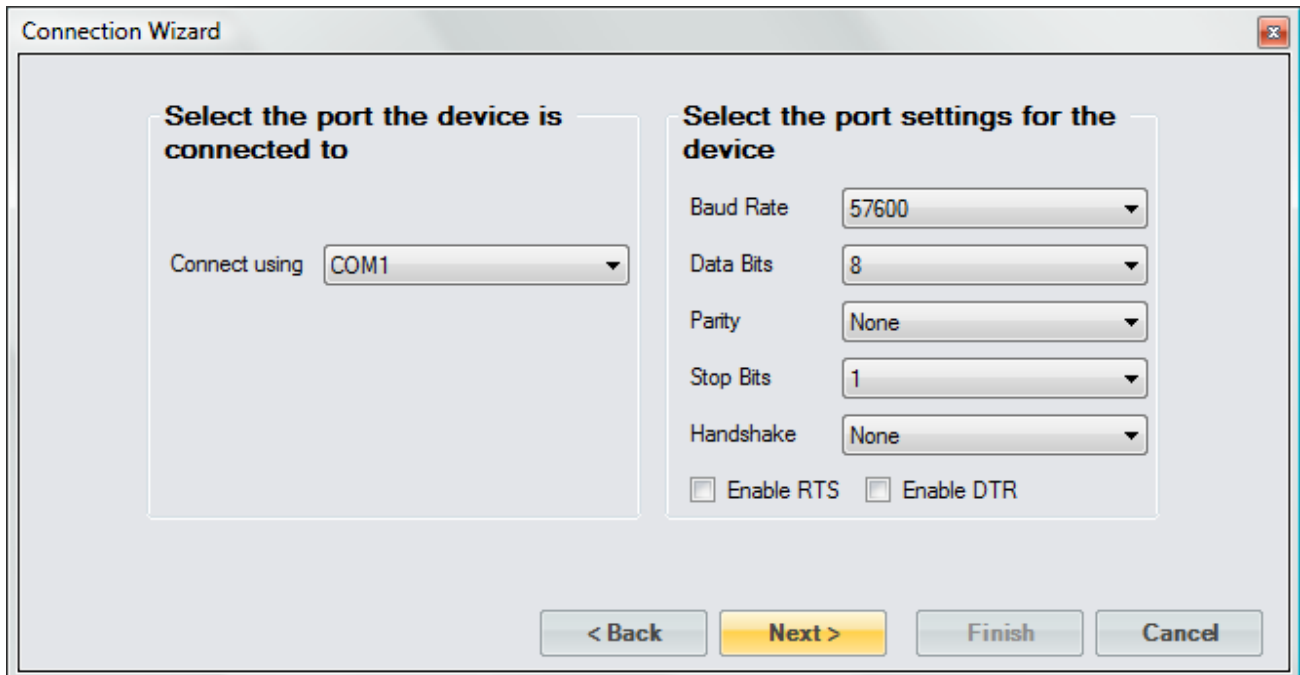 Connection Wizard
Select the port the device is
connected to
Connect using COM1
Select the port settings for the
device
Baud Rate 57600
Data Bits 8
Parity None
Stop Bits 1
Handshake None
Enable RTS Enable DTR
< Back Next > Finish Cancel